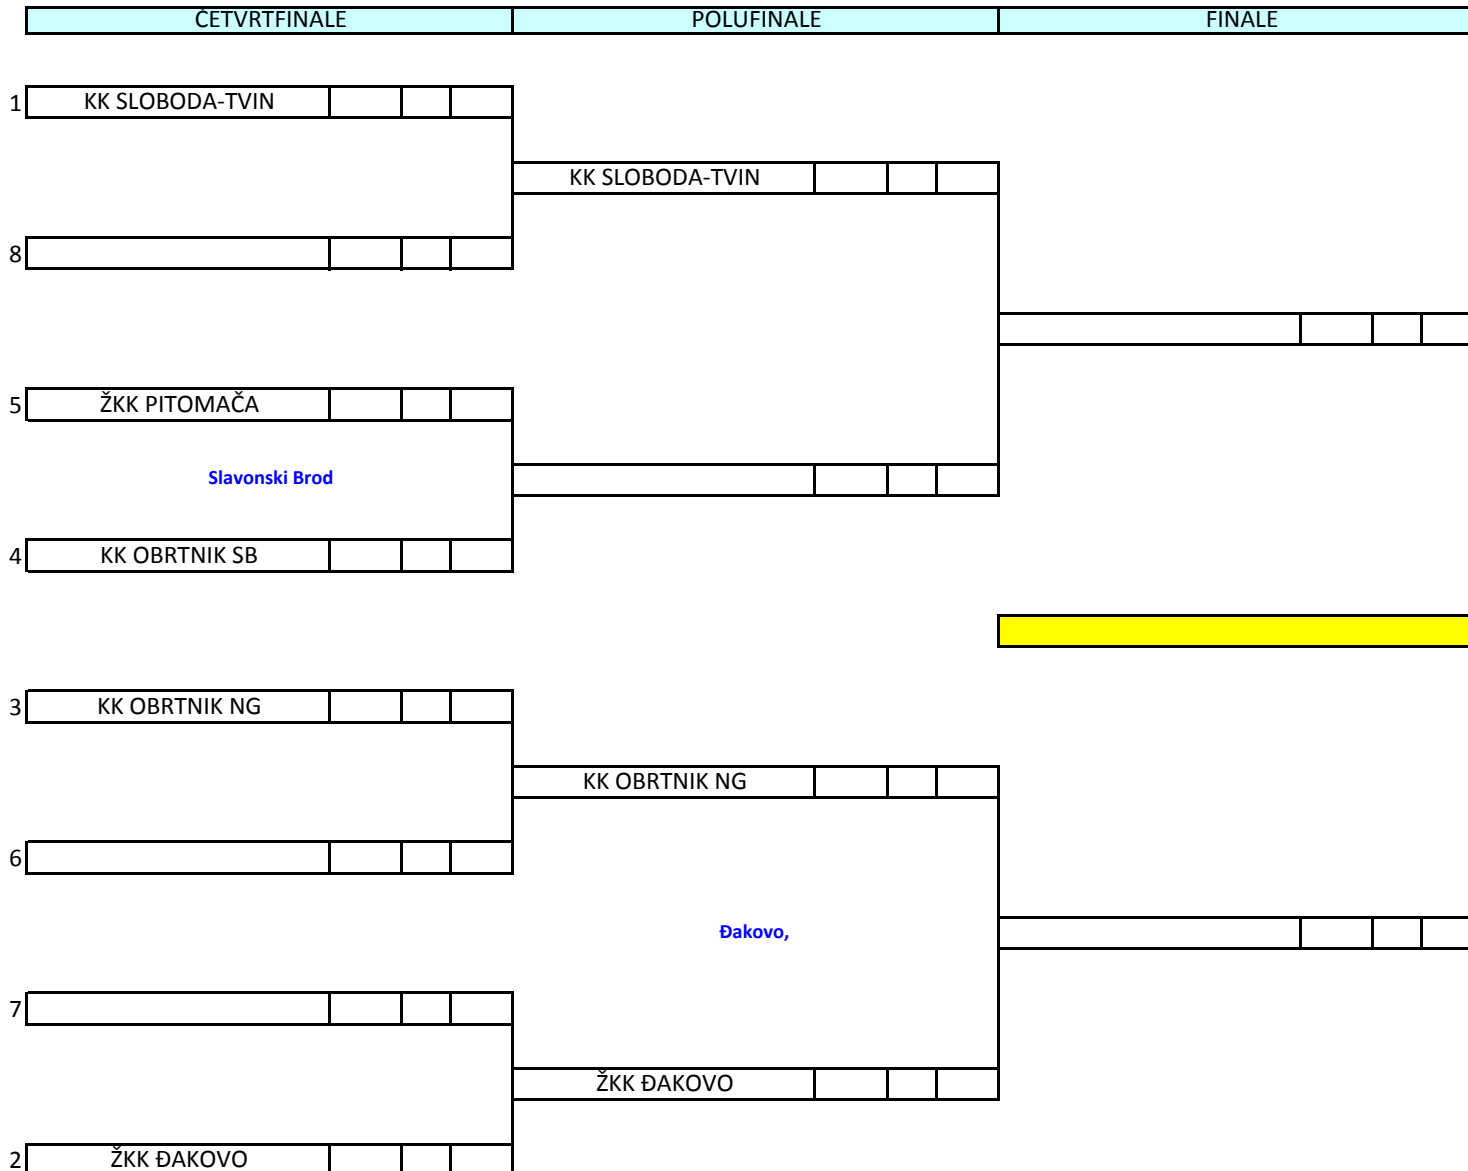 ČETVRTFINALE POLUFINALE FINALE
1 KK SLOBODA-TVIN
KK SLOBODA-TVIN
8
5 ŽKK PITOMAČA
Slavonski Brod
4 KK OBRTNIK SB
3 KK OBRTNIK NG
KK OBRTNIK NG
6
Đakovo,
7
ŽKK ĐAKOVO
2 ŽKK ĐAKOVO